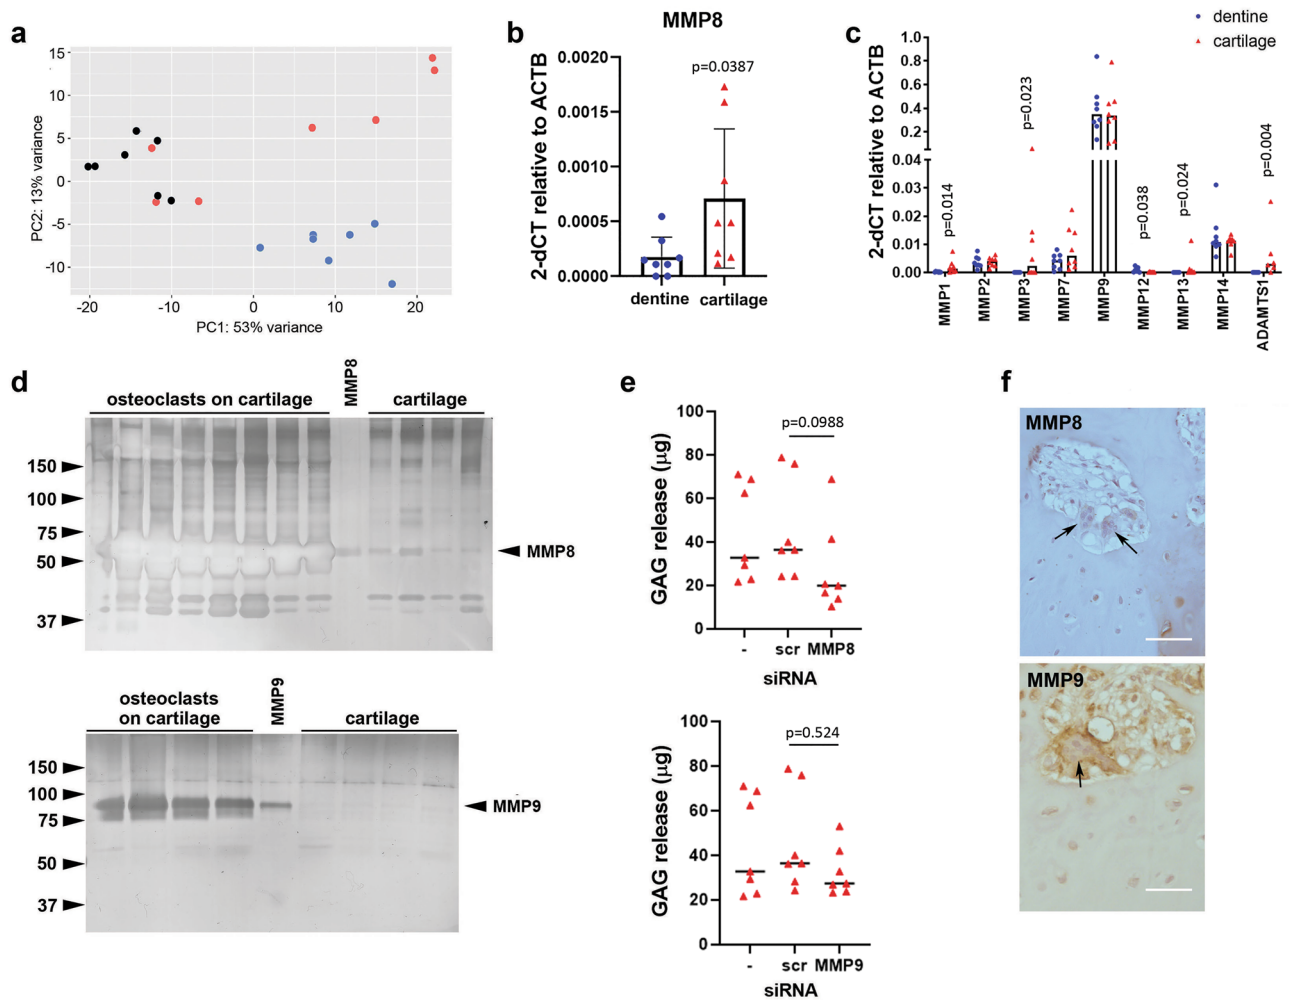 a
15
10
5
0
-5
-10
PC2: 13% variance
-20
-10
0
10
20
PC1: 53% variance
b
MMP8
2-dCT relative to ACTB
0.0020
0.0015
0.0010
0.0005
0.0000
p=0.0387
dentine
cartilage
c
dentine
cartilage
2-dCT relative to ACTB
1.0
0.8
0.6
0.4
0.2
0.04
0.03
0.02
0.01
0.00
p=0.014
p=0.023
p=0.038
p=0.024
p=0.004
MMP1
MMP2
MMP3
MMP7
MMP9
MMP12
MMP13
MMP14
ADAMTS1
d
osteoclasts on cartilage
MMP8
cartilage
150
100
75
50
37
MMP8
osteoclasts
on cartilage
MMP9
cartilage
150
100
75
50
37
MMP9
e
GAG release (μg)
100
80
60
40
20
0
p=0.0988
- scr MMP8
siRNA
GAG release (μg)
100
80
60
40
20
0
p=0.524
- scr MMP9
siRNA
f
MMP8
MMP9